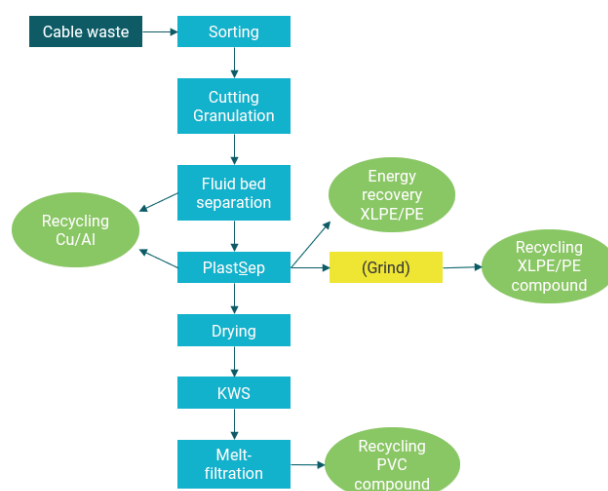 Cable waste
Sorting
Cutting
Granulation
Fluid bed
separation
Energy
recovery
XLPE/PE
Recycling
Cu/Al
PlastSep
(Grind)
Recycling
XLPE/PE
compound
Drying
KWS
Melt-
filtration
Recycling
PVC
compound